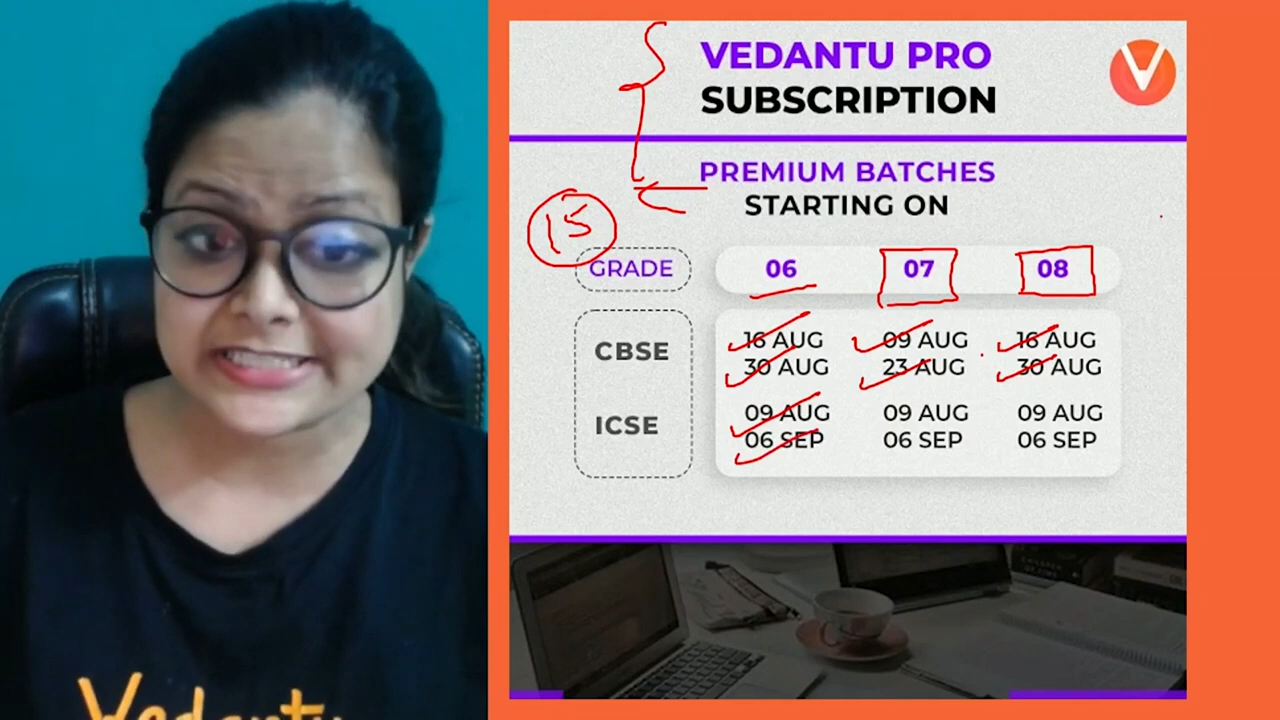 VEDANTU PRO
SUBSCRIPTION
PREMIUM BATCHES
STARTING ON
15
GRADE 06 07 08
CBSE 16 AUG 09 AUG 16 AUG
30 AUG 23 AUG 30 AUG
ICSE 09 AUG 09 AUG 09 AUG
06 SEP 06 SEP 06 SEP
Vedantu